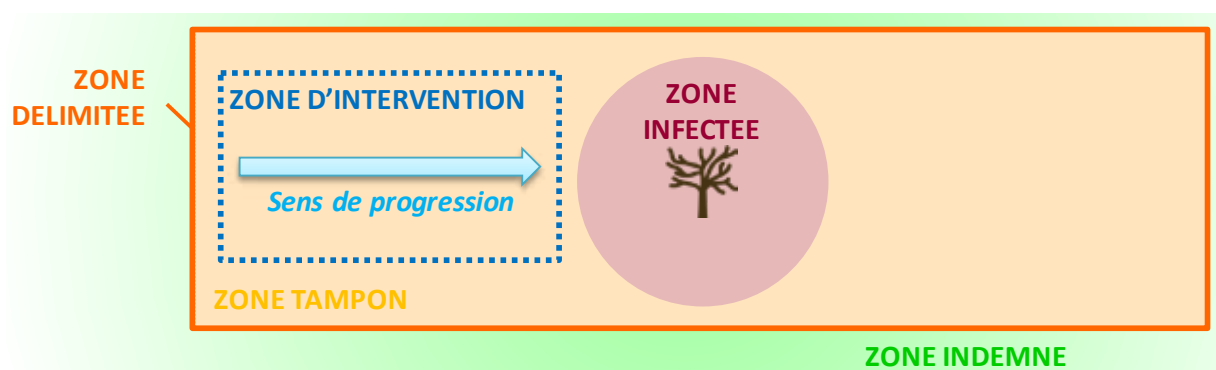 ZONE
DELIMITEE
ZONE D’INTERVENTION
Sens de progression
ZONE
INFECTEE
ZONE TAMPON
ZONE INDEMNE